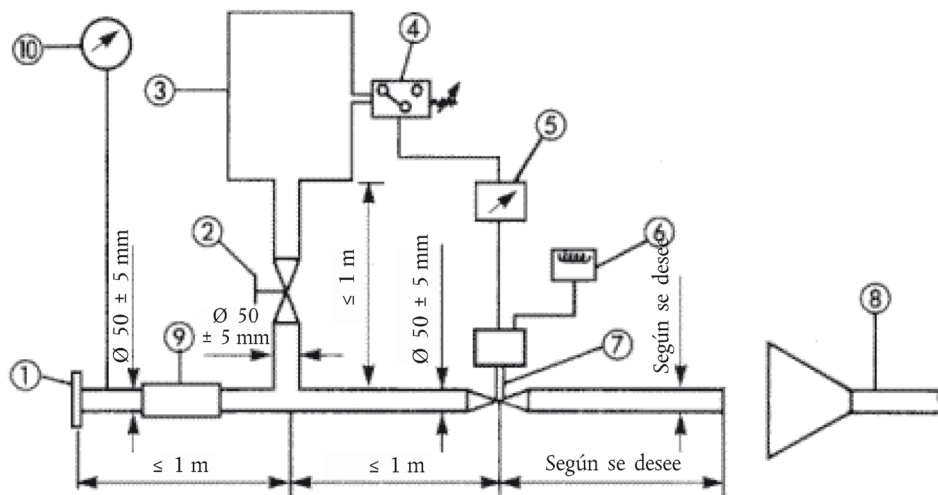 10
4
3
5
2
6
Ø 50 ± 5 mm
≤ 1 m
Ø 50 ± 5 mm
Según se desee
Ø 50
± 5 mm
9
7
8
1
≤ 1 m
≤ 1 m
Según se desee